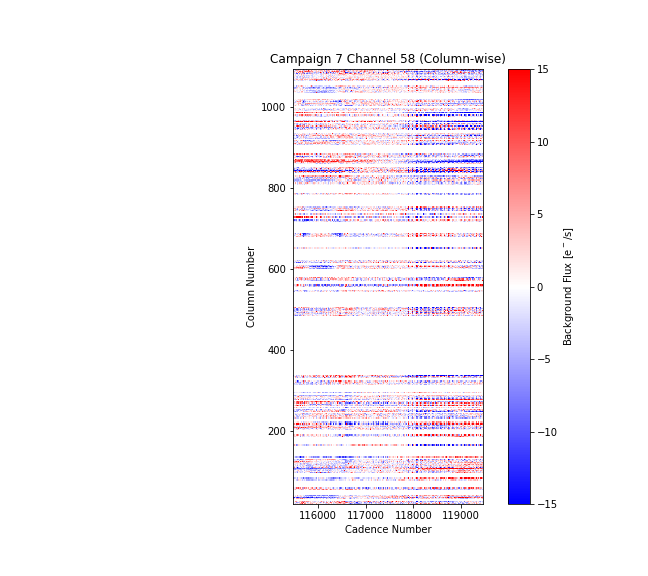 Campaign 7 Channel 58 (Column-wise)
1000
800
600
400
200
Column Number
116000 117000 118000 119000
Cadence Number
15
10
5
0
−5
−10
−15
Background Flux [e⁻/s]